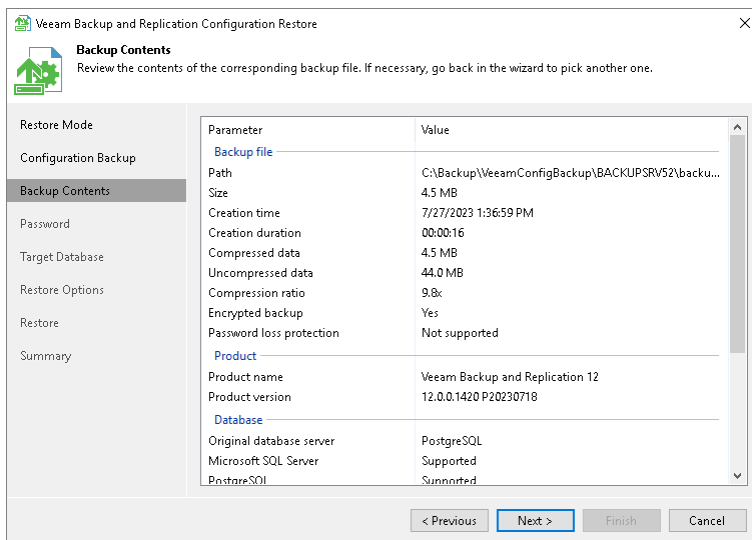 Veeam Backup and Replication Configuration Restore
Backup Contents
Review the contents of the corresponding backup file. If necessary, go back in the wizard to pick another one.
Restore Mode
Configuration Backup
Backup Contents
Password
Target Database
Restore Options
Restore
Summary
Parameter Value
Backup file
Path C:\Backup\VeeamConfigBackup\BACKUPSRV52\backu...
Size 4.5 MB
Creation time 7/27/2023 1:36:59 PM
Creation duration 00:00:16
Compressed data 4.5 MB
Uncompressed data 44.0 MB
Compression ratio 9.8x
Encrypted backup Yes
Password loss protection Not supported
Product
Product name Veeam Backup and Replication 12
Product version 12.0.0.1420 P20230718
Database
Original database server PostgreSQL
Microsoft SQL Server Supported
PostgreSQL Supported
< Previous Next > Finish Cancel